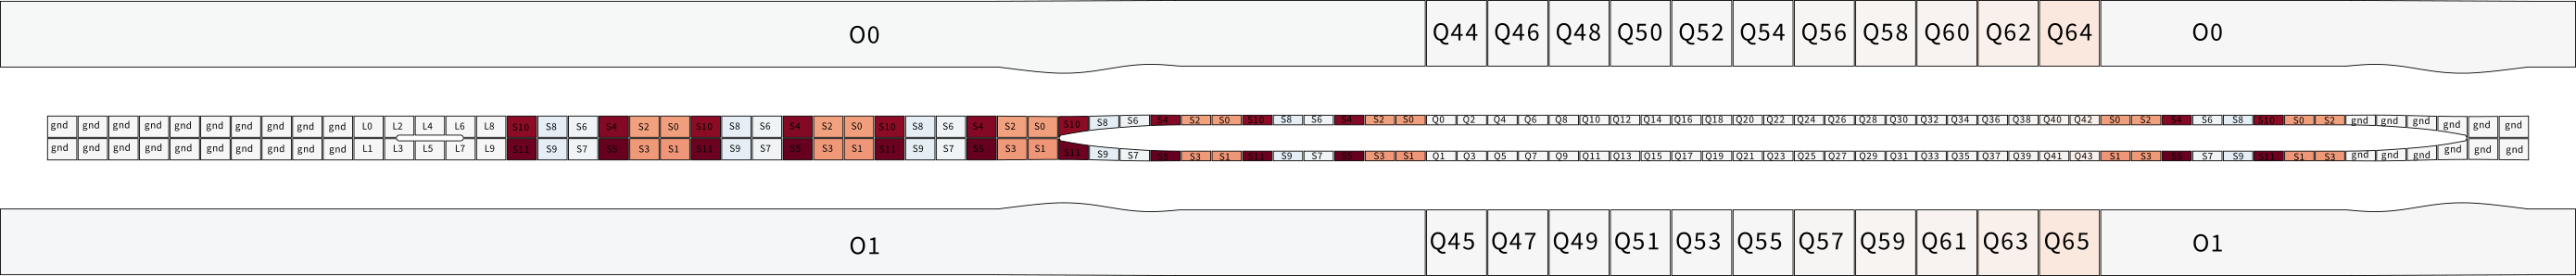 O0 Q44 Q46 Q48 Q50 Q52 Q54 Q56 Q58 Q60 Q62 Q64 O0
gnd gnd gnd gnd gnd gnd gnd gnd gnd gnd L0 L2 L4 L6 L8 S10 S8 S6 S4 S2 S0 S10 S8 S6 S4 S2 S0 S10 S8 S6 S4 S2 S0 S10 S8 S6 S4 S2 S0 S10 S8 S6 S4 S2 S0 Q0 Q2 Q4 Q6 Q8 Q10 Q12 Q14 Q16 Q18 Q20 Q22 Q24 Q26 Q28 Q30 Q32 Q34 Q36 Q38 Q40 Q42 S0 S2 S4 S6 S8 S10 S0 S2 gnd gnd gnd gnd gnd gnd
gnd gnd gnd gnd gnd gnd gnd gnd gnd gnd L1 L3 L5 L7 L9 S11 S9 S7 S5 S3 S1 S11 S9 S7 S5 S3 S1 S11 S9 S7 S5 S3 S1 S11 S9 S7 S5 S3 S1 S11 S9 S7 S5 S3 S1 Q1 Q3 Q5 Q7 Q9 Q11 Q13 Q15 Q17 Q19 Q21 Q23 Q25 Q27 Q29 Q31 Q33 Q35 Q37 Q39 Q41 Q43 S1 S3 S5 S7 S9 S11 S1 S3 gnd gnd gnd gnd gnd gnd
O1 Q45 Q47 Q49 Q51 Q53 Q55 Q57 Q59 Q61 Q63 Q65 O1